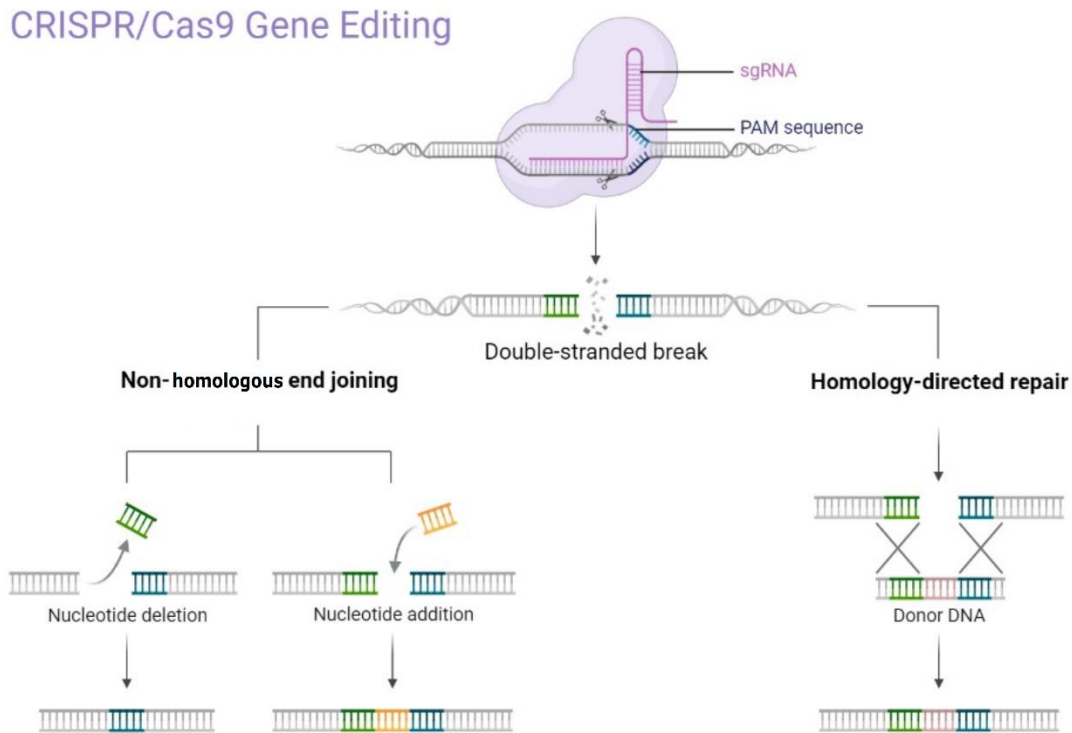 CRISPR/Cas9 Gene Editing
sgRNA
PAM sequence
Double-stranded break
Non-homologous end joining
Homology-directed repair
Nucleotide deletion
Nucleotide addition
Donor DNA